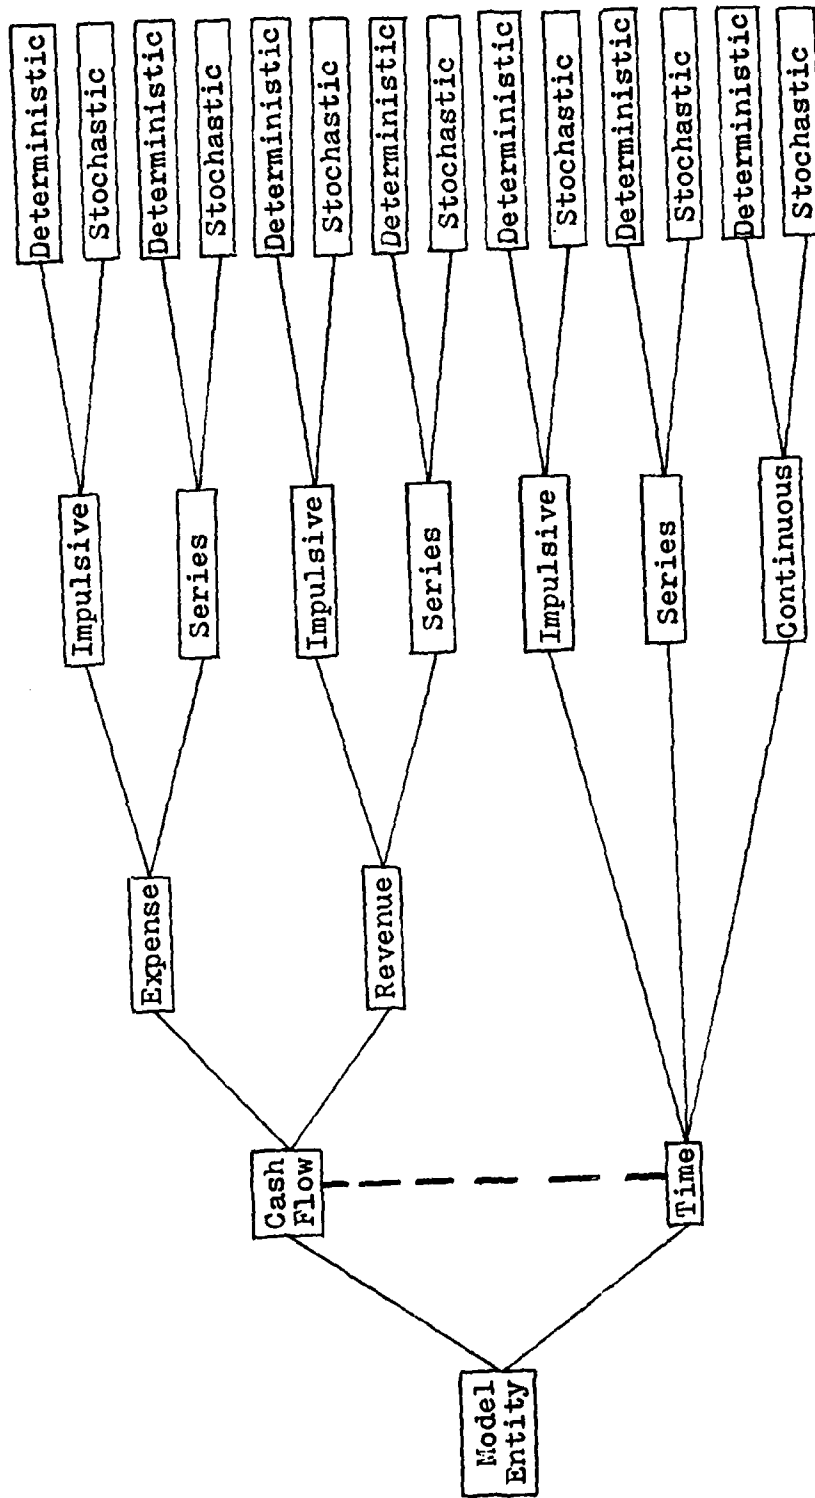 Model
Entity
Cash
Flow
Time
Expense
Revenue
Impulsive
Series
Impulsive
Series
Impulsive
Series
Continuous
Deterministic
Stochastic
Deterministic
Stochastic
Deterministic
Stochastic
Deterministic
Stochastic
Deterministic
Stochastic
Deterministic
Stochastic
Deterministic
Stochastic